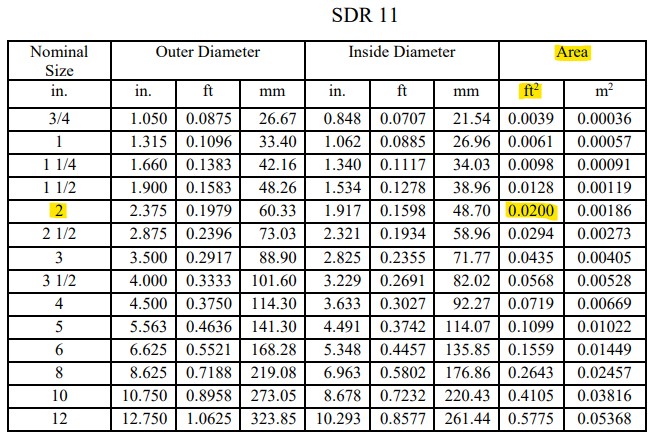 SDR 11
Nominal Size Outer Diameter Inside Diameter Area
in. in. ft mm in. ft mm ft² m²
3/4 1.050 0.0875 26.67 0.848 0.0707 21.54 0.0039 0.00036
1 1.315 0.1096 33.40 1.062 0.0885 26.96 0.0061 0.00057
1 1/4 1.660 0.1383 42.16 1.340 0.1117 34.03 0.0098 0.00091
1 1/2 1.900 0.1583 48.26 1.534 0.1278 38.96 0.0128 0.00119
2 2.375 0.1979 60.33 1.917 0.1598 48.70 0.0200 0.00186
2 1/2 2.875 0.2396 73.03 2.321 0.1934 58.96 0.0294 0.00273
3 3.500 0.2917 88.90 2.825 0.2355 71.77 0.0435 0.00405
3 1/2 4.000 0.3333 101.60 3.229 0.2691 82.02 0.0568 0.00528
4 4.500 0.3750 114.30 3.633 0.3027 92.27 0.0719 0.00669
5 5.563 0.4636 141.30 4.491 0.3742 114.07 0.1099 0.01022
6 6.625 0.5521 168.28 5.348 0.4457 135.85 0.1559 0.01449
8 8.625 0.7188 219.08 6.963 0.5802 176.86 0.2643 0.02457
10 10.750 0.8958 273.05 8.678 0.7232 220.43 0.4105 0.03816
12 12.750 1.0625 323.85 10.293 0.8577 261.44 0.5775 0.05368